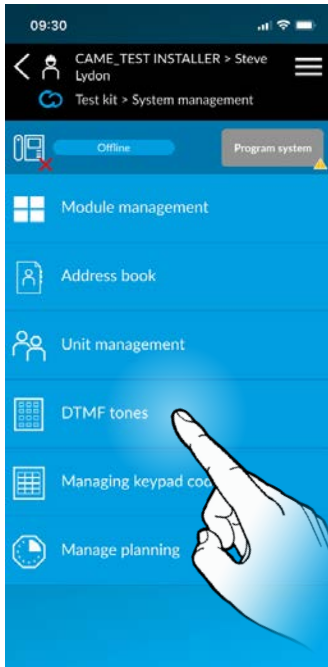 09:30
CAME_TEST INSTALLER > Steve
Lydon
Test kit > System management
Offline
Program system
Module management
Address book
Unit management
DTMF tones
Managing keypad
Manage planning